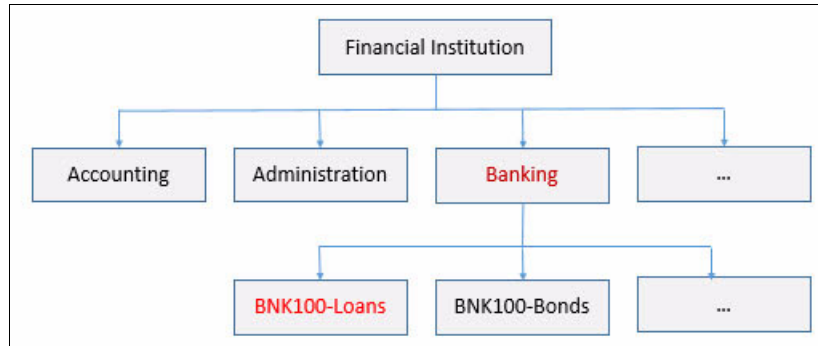 Financial Institution
Accounting
Administration
Banking
...
BNK100-Loans
BNK100-Bonds
...